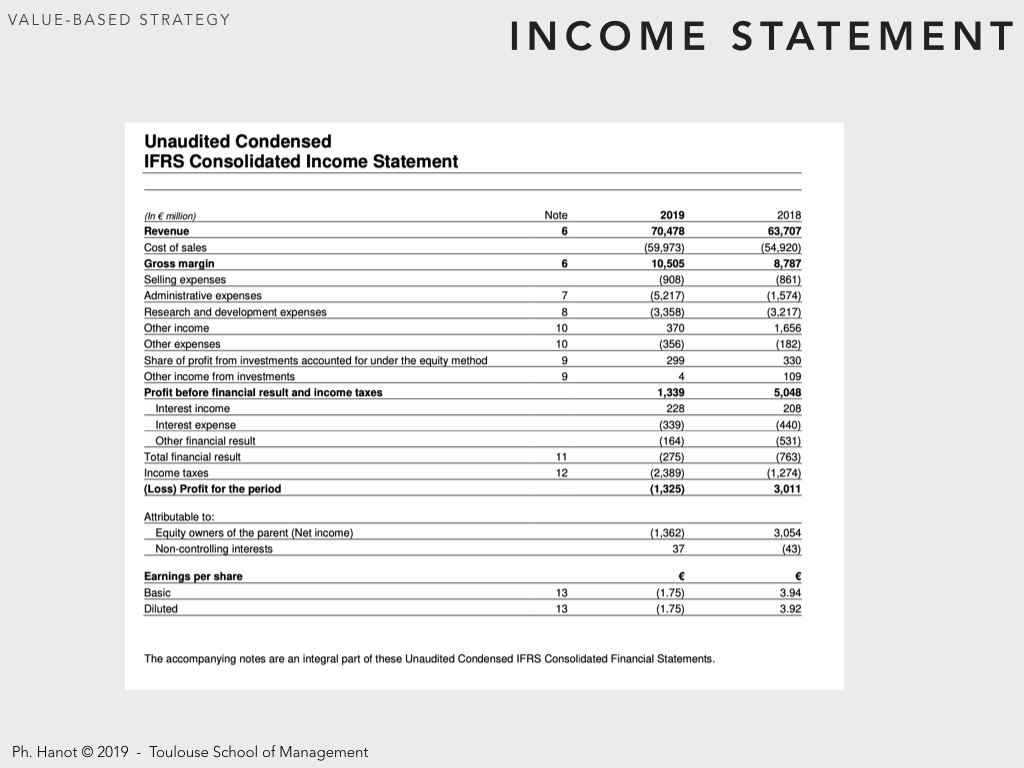 VALUE-BASED STRATEGY
INCOME STATEMENT
Unaudited Condensed
IFRS Consolidated Income Statement
(In € million) Note 2019 2018
Revenue 6 70,478 63,707
Cost of sales (59,973) (54,920)
Gross margin 6 10,505 8,787
Selling expenses (908) (861)
Administrative expenses 7 (5,217) (1,574)
Research and development expenses 8 (3,358) (3,217)
Other income 10 370 1,656
Other expenses 10 (356) (182)
Share of profit from investments accounted for under the equity method 9 299 330
Other income from investments 9 4 109
Profit before financial result and income taxes 1,339 5,048
Interest income 228 208
Interest expense (339) (440)
Other financial result (164) (531)
Total financial result 11 (275) (763)
Income taxes 12 (2,389) (1,274)
(Loss) Profit for the period (1,325) 3,011
Attributable to:
Equity owners of the parent (Net income) (1,362) 3,054
Non-controlling interests 37 (43)
Earnings per share € €
Basic 13 (1.75) 3.94
Diluted 13 (1.75) 3.92
The accompanying notes are an integral part of these Unaudited Condensed IFRS Consolidated Financial Statements.
Ph. Hanot © 2019 - Toulouse School of Management